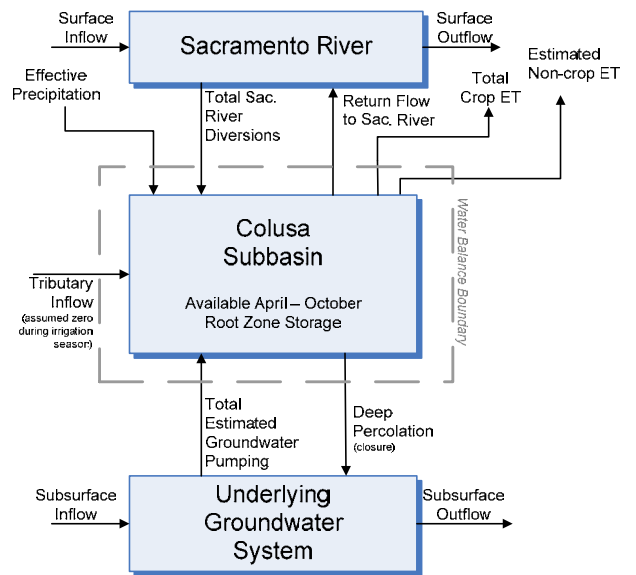 Surface
Inflow
Sacramento River
Surface
Outflow
Effective
Precipitation
Total Sac.
River
Diversions
Return Flow
to Sac. River
Total
Crop ET
Estimated
Non-crop ET
Water Balance Boundary
Colusa
Subbasin
Available April – October
Root Zone Storage
Tributary
Inflow
(assumed zero
during irrigation
season)
Total
Estimated
Groundwater
Pumping
Deep
Percolation
(closure)
Subsurface
Inflow
Underlying
Groundwater
System
Subsurface
Outflow